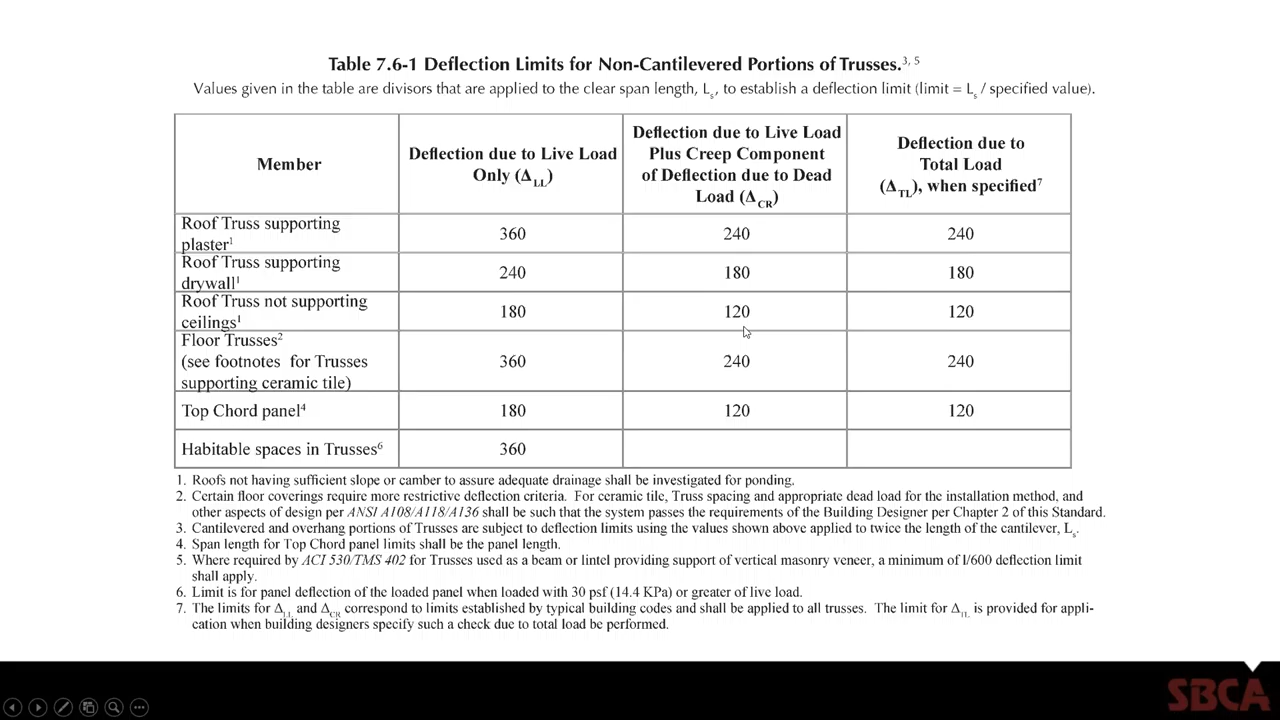 Table 7.6-1 Deflection Limits for Non-Cantilevered Portions of Trusses.3, 5
Values given in the table are divisors that are applied to the clear span length, Ls, to establish a deflection limit (limit = Ls / specified value).
Member
Deflection due to Live Load
Only (ΔLL)
Deflection due to Live Load
Plus Creep Component
of Deflection due to Dead
Load (ΔCR)
Deflection due to
Total Load
(ΔTL), when specified7
Roof Truss supporting
plaster1
360
240
240
Roof Truss supporting
drywall1
240
180
180
Roof Truss not supporting
ceilings1
180
120
120
Floor Trusses2
(see footnotes for Trusses
supporting ceramic tile)
360
240
240
Top Chord panel4
180
120
120
Habitable spaces in Trusses6
360
1. Roofs not having sufficient slope or camber to assure adequate drainage shall be investigated for ponding.
2. Certain floor coverings require more restrictive deflection criteria. For ceramic tile, Truss spacing and appropriate dead load for the installation method, and
other aspects of design per ANSI A108/A118/A136 shall be such that the system passes the requirements of the Building Designer per Chapter 2 of this Standard.
3. Cantilevered and overhang portions of Trusses are subject to deflection limits using the values shown above applied to twice the length of the cantilever, Ls.
4. Span length for Top Chord panel limits shall be the panel length.
5. Where required by ACI 530/TMS 402 for Trusses used as a beam or lintel providing support of vertical masonry veneer, a minimum of l/600 deflection limit
shall apply.
6. Limit is for panel deflection of the loaded panel when loaded with 30 psf (14.4 KPa) or greater of live load.
7. The limits for ΔLL and ΔCR correspond to limits established by typical building codes and shall be applied to all trusses. The limit for ΔTL is provided for appli-
cation when building designers specify such a check due to total load be performed.
SBCA